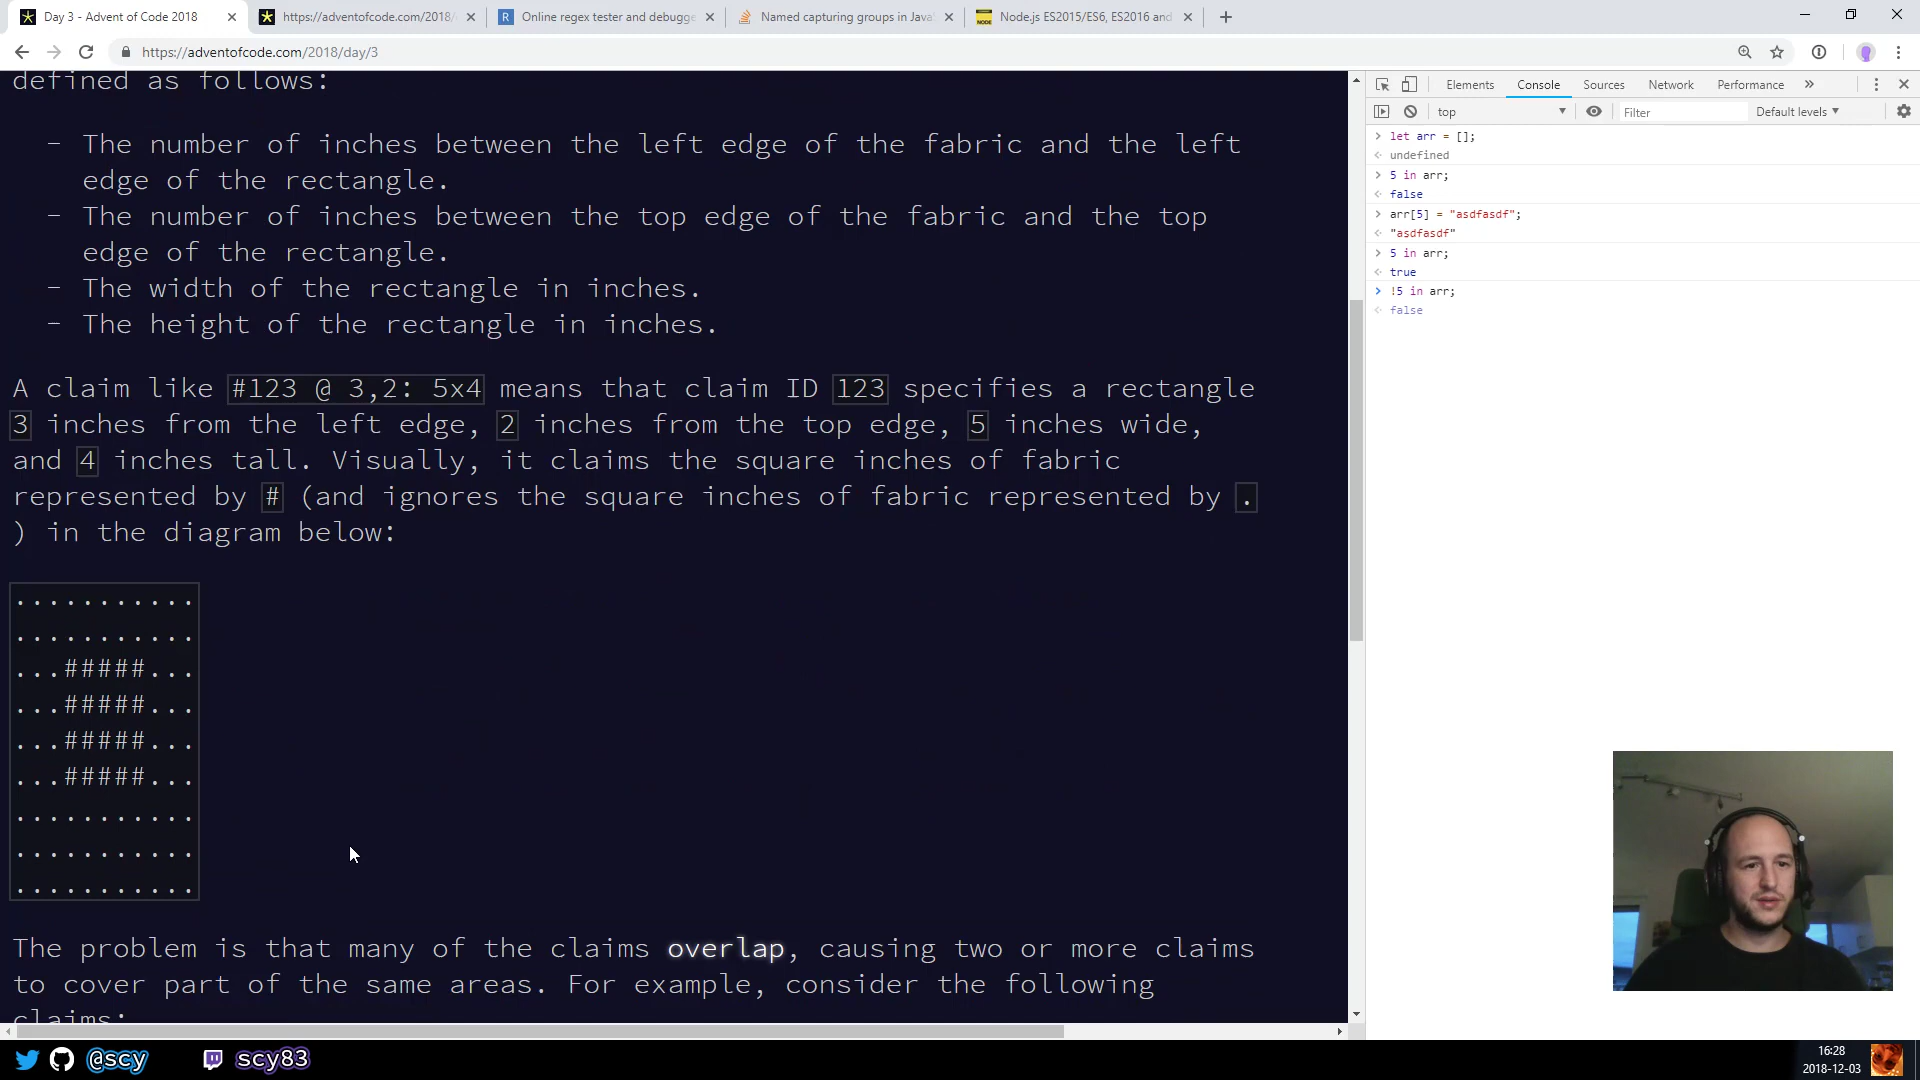 Day 3 - Advent of Code 2018
https://adventofcode.com/2018/
Online regex tester and debugge
Named capturing groups in Java
Node.js ES2015/ES6, ES2016 and
https://adventofcode.com/2018/day/3
defined as follows:
- The number of inches between the left edge of the fabric and the left
edge of the rectangle.
- The number of inches between the top edge of the fabric and the top
edge of the rectangle.
- The width of the rectangle in inches.
- The height of the rectangle in inches.
A claim like #123 @ 3,2: 5x4 means that claim ID 123 specifies a rectangle
3 inches from the left edge, 2 inches from the top edge, 5 inches wide,
and 4 inches tall. Visually, it claims the square inches of fabric
represented by # (and ignores the square inches of fabric represented by .
) in the diagram below:
...........
...........
...#####...
...#####...
...#####...
...#####...
...........
...........
...........
The problem is that many of the claims overlap, causing two or more claims
to cover part of the same areas. For example, consider the following
claims:
Elements Console Sources Network Performance »
top Filter Default levels
> let arr = [];
undefined
> 5 in arr;
false
> arr[5] = "asdfasdf";
"asdfasdf"
> 5 in arr;
true
> !5 in arr;
false
@scy scy83
16:28
2018-12-03